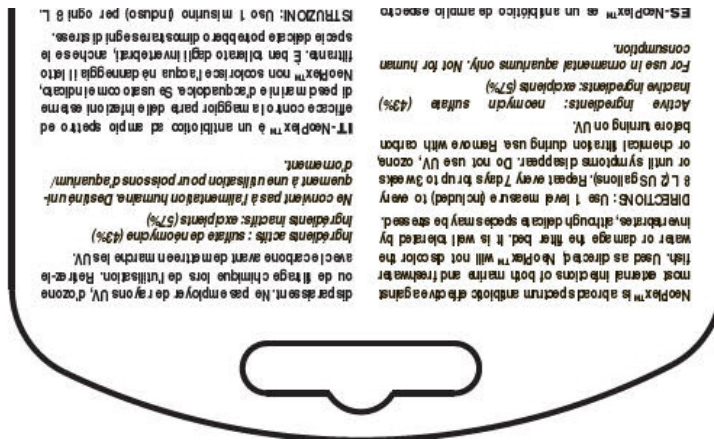 NeoPlex™ is a broad spectrum antibiotic effective against
most external infections of both marine and freshwater
fish. Used as directed, NeoPlex™ will not discolor the
water or damage the filter bed. It is well tolerated by
invertebrates, although delicate species may be stressed.
DIRECTIONS: Use 1 level measure (included) to every
8 L (2 US gallons). Repeat every 7 days for up to 3 weeks
or until symptoms disappear. Do not use UV, ozone,
or chemical filtration during use. Remove with carbon
before turning on UV.
Active ingredients: neomycin sulfate (43%)
Inactive ingredients: excipients (57%)
For use in ornamental aquariums only. Not for human
consumption.
ES-NeoPlex™ es un antibiótico de amplio espectro
disparaissent. Ne pas employer de rayons UV, d'ozone
ou de filtrage chimique lors de l'utilisation. Retirez-le
avec le carbone avant de mettre en marche les UV.
Ingrédients actifs : sulfate de néomycine (43%)
Ingrédients inactifs: excipients (57%)
Ne convient pas à l'alimentation humaine. Destiné uni-
quement à une utilisation pour poissons d'aquarium/
d'ornement.
IT-NeoPlex™ è un antibiotico ad ampio spettro ed
efficace contro la maggior parte delle infezioni esterne
di pesci marini e d'acqua dolce. Se usato come indicato,
NeoPlex™ non scolorisce l'acqua né danneggia il letto
filtrante. È ben tollerato dagli invertebrati, anche se le
specie delicate potrebbero dimostrare segni di stress.
ISTRUZIONI: Uso 1 misurino (incluso) per ogni 8 L